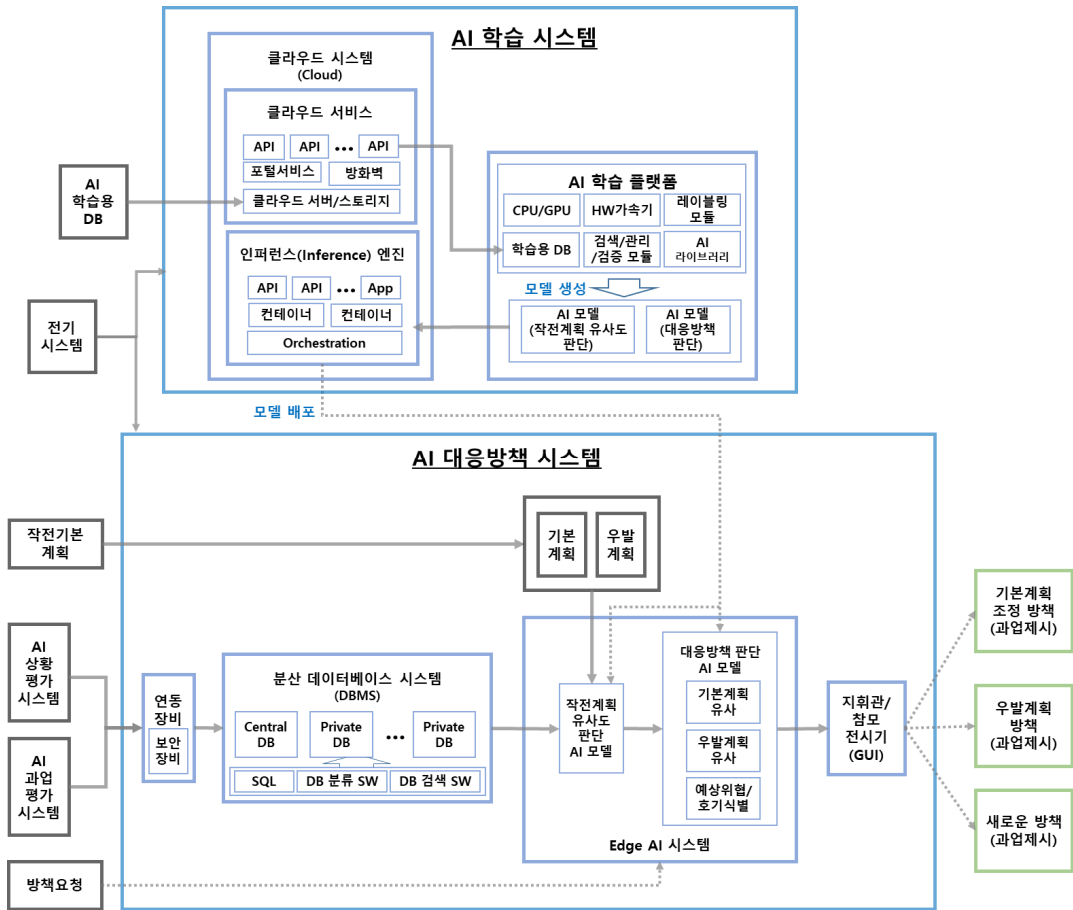 AI 학습 시스템
클라우드 시스템
(Cloud)
클라우드 서비스
API
API
...
API
포털서비스
방화벽
클라우드 서버/스토리지
AI
학습용
DB
인퍼런스(Inference) 엔진
API
API
...
App
컨테이너
컨테이너
Orchestration
AI 학습 플랫폼
CPU/GPU
HW가속기
레이블링
모듈
학습용 DB
검색/관리
/검증 모듈
AI
라이브러리
모델 생성
AI 모델
(작전계획 유사도
판단)
AI 모델
(대응방책
판단)
전기
시스템
모델 배포
AI 대응방책 시스템
작전기본
계획
기본
계획
우발
계획
AI
상황
평가
시스템
AI
과업
평가
시스템
방책요청
연동
장비
보안
장비
분산 데이터베이스 시스템
(DBMS)
Central
DB
Private
DB
...
Private
DB
SQL
DB 분류 SW
DB 검색 SW
작전계획
유사도
판단
AI 모델
대응방책 판단
AI 모델
기본계획
유사
우발계획
유사
예상위협/
호기식별
Edge AI 시스템
지휘관/
참모
전시기
(GUI)
기본계획
조정 방책
(과업제시)
우발계획
방책
(과업제시)
새로운 방책
(과업제시)